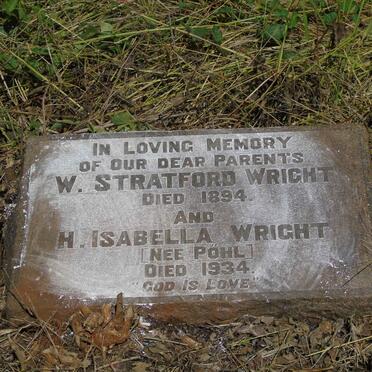 IN LOVING MEMORY
OF OUR DEAR PARENTS
W. STRATFORD WRIGHT
DIED 1894.
AND
H. ISABELLA WRIGHT
[NEE POHL]
DIED 1934.
"GOD IS LOVE"